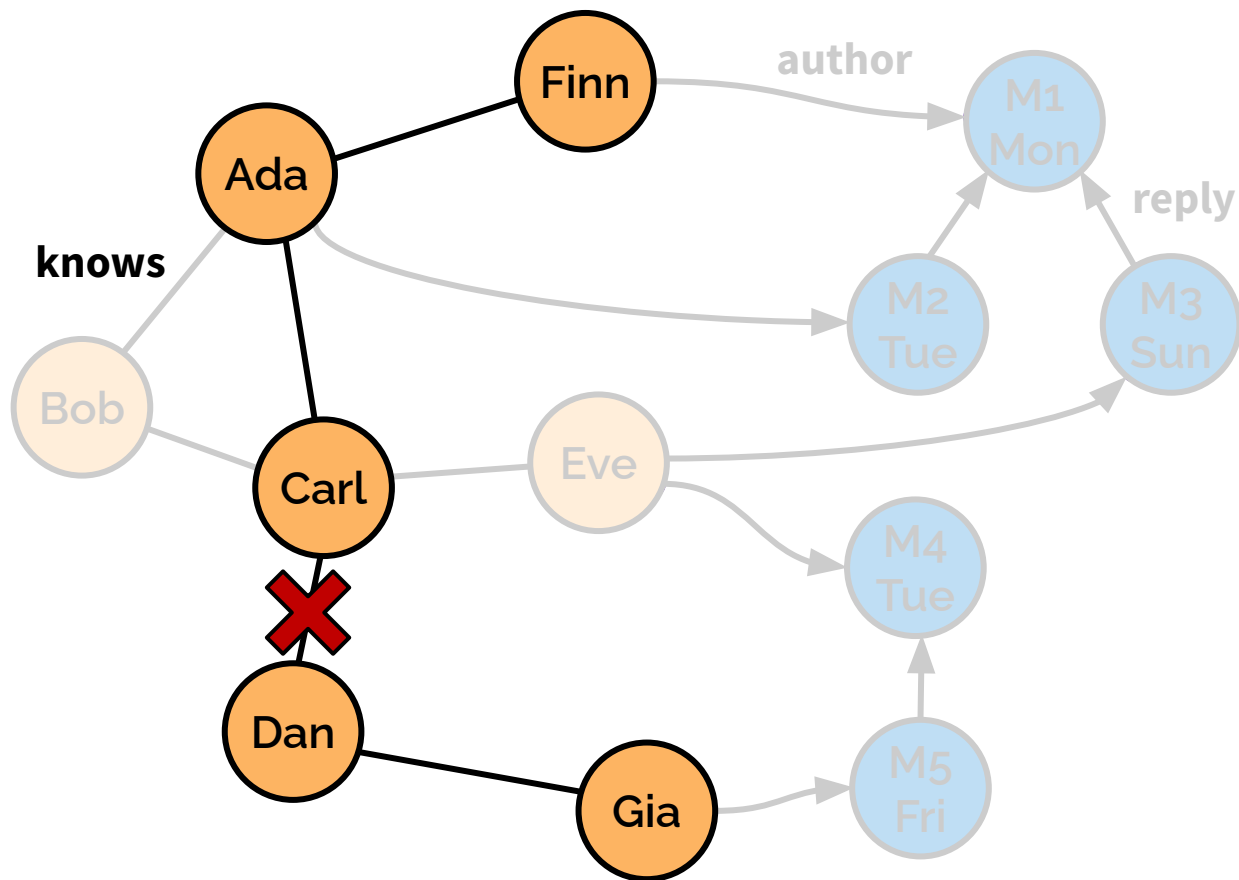 Finn
author
M1
Mon
Ada
reply
knows
M2
Tue
M3
Sun
Bob
Eve
Carl
M4
Tue
Dan
M5
Fri
Gia